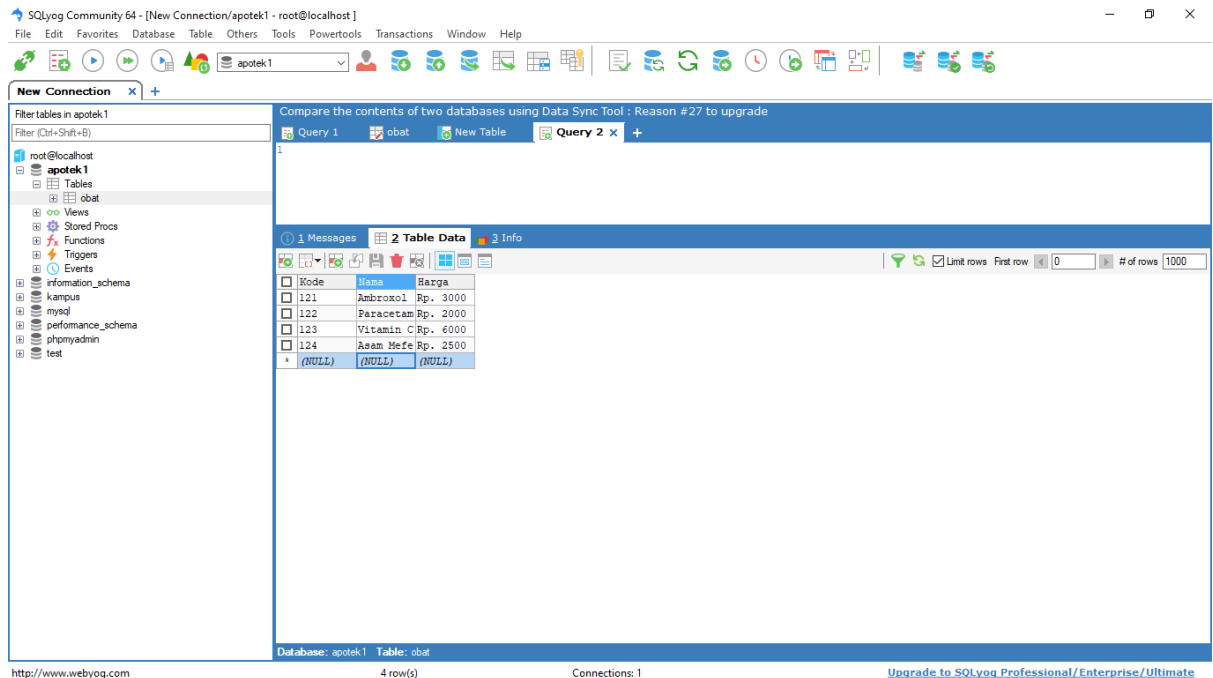 SQLyog Community 64 - [New Connection/apotek1 - root@localhost ]
File Edit Favorites Database Table Others Tools Powertools Transactions Window Help
apotek1
New Connection x +
Filter tables in apotek1
Filter (Ctrl+Shift+B)
root@localhost
apotek1
Tables
obat
Views
Stored Procs
Functions
Triggers
Events
information_schema
kampus
mysql
performance_schema
phpmyadmin
test
Compare the contents of two databases using Data Sync Tool : Reason #27 to upgrade
Query 1 obat New Table Query 2 x +
1
1 Messages 2 Table Data 3 Info
Limit rows First row 0 # of rows 1000
Kode Nama Harga
121 Ambroxol Rp. 3000
122 Paracetam Rp. 2000
123 Vitamin C Rp. 6000
124 Asam Mefe Rp. 2500
* (NULL) (NULL) (NULL)
Database: apotek1 Table: obat
http://www.webyog.com 4 row(s) Connections: 1 Upgrade to SQLyog Professional/Enterprise/Ultimate